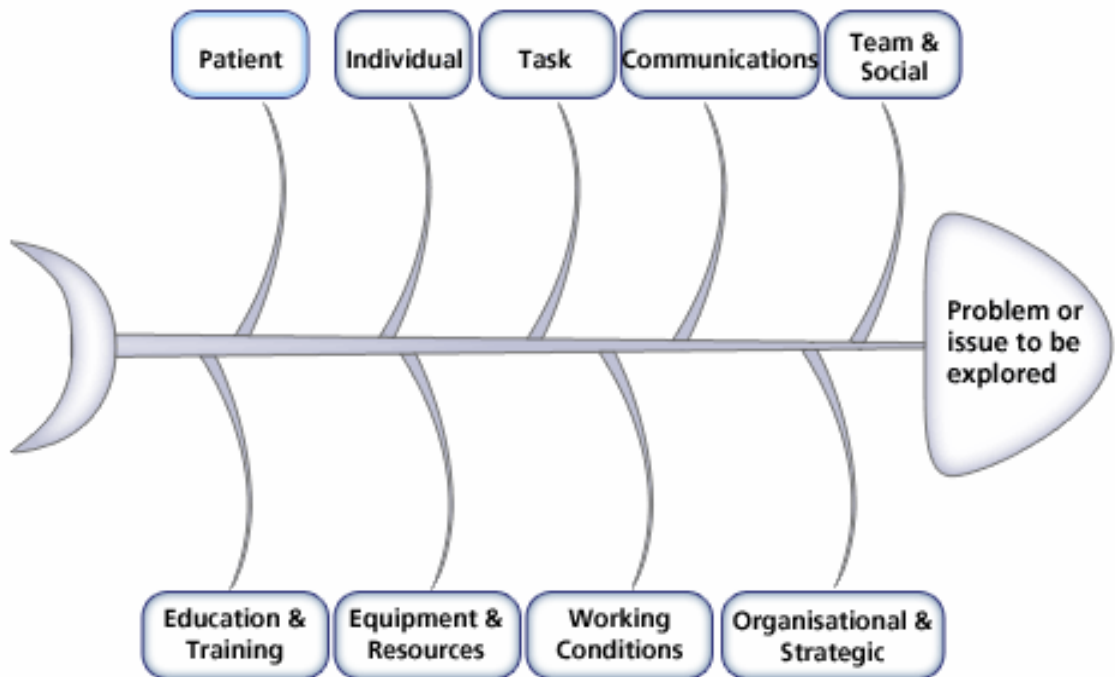 Patient
Individual
Task
Communications
Team &
Social
Problem or
issue to be
explored
Education &
Training
Equipment &
Resources
Working
Conditions
Organisational &
Strategic